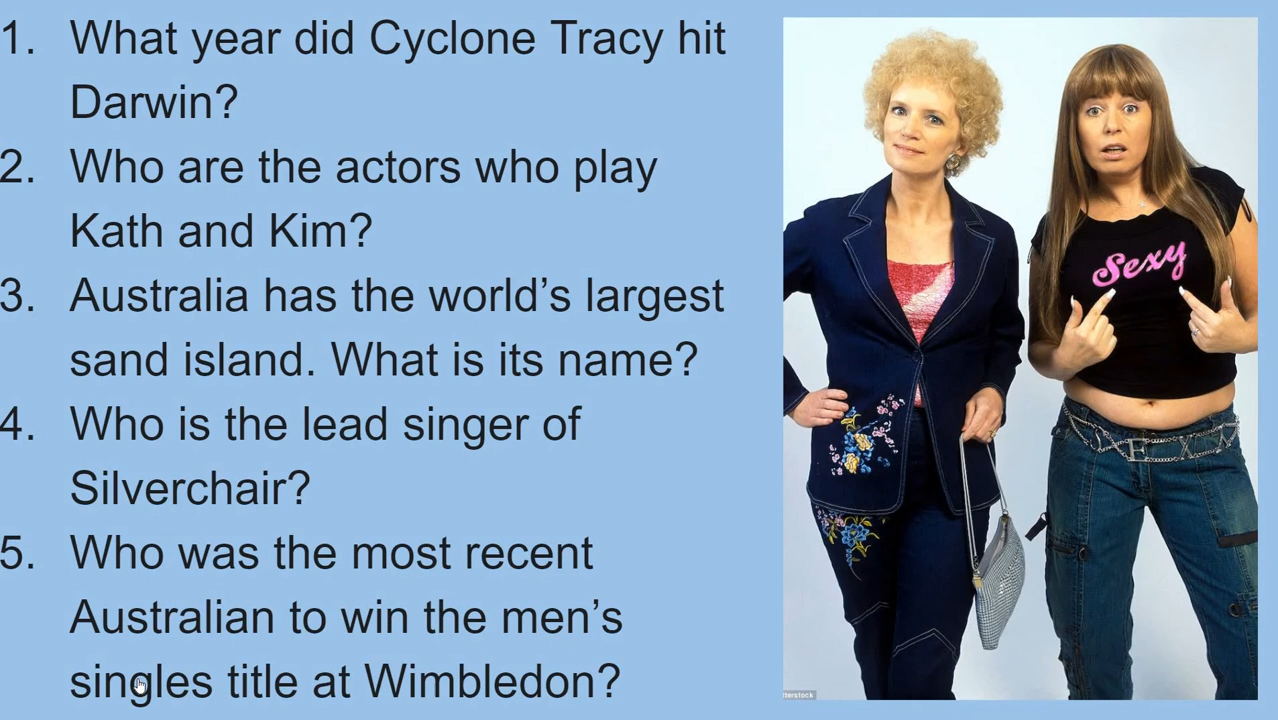 1. What year did Cyclone Tracy hit
Darwin?
2. Who are the actors who play
Kath and Kim?
3. Australia has the world’s largest
sand island. What is its name?
4. Who is the lead singer of
Silverchair?
5. Who was the most recent
Australian to win the men’s
singles title at Wimbledon?
Sexy
SEXY
tterstock